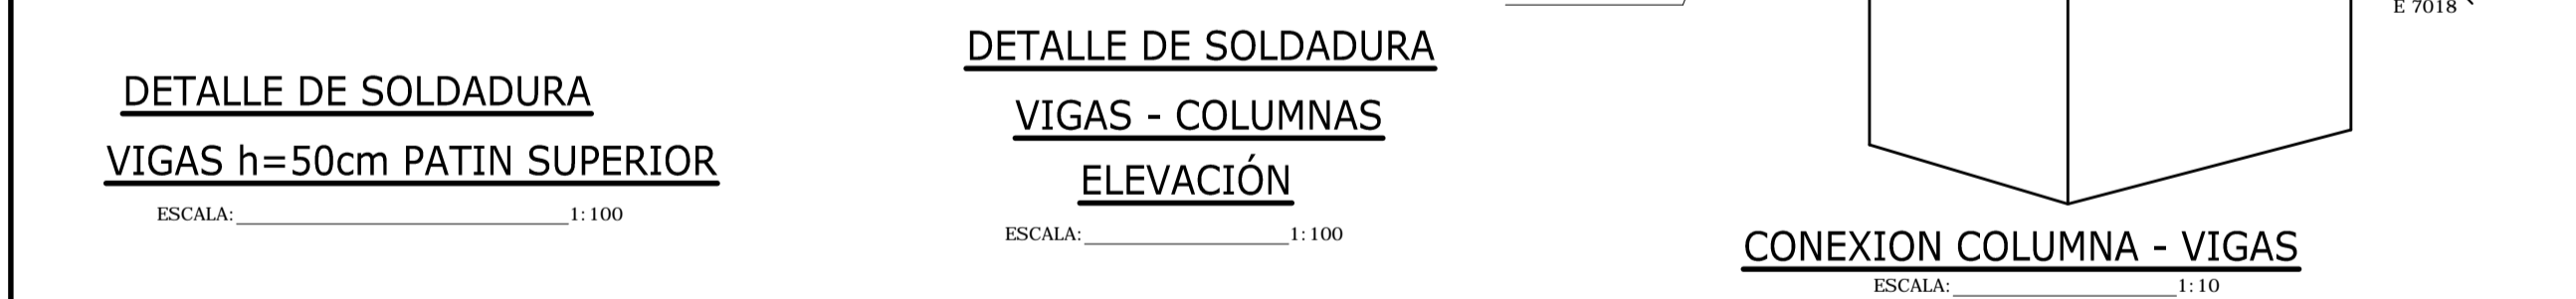 DETALLE DE SOLDADURA
VIGAS h=50cm PATIN SUPERIOR
ESCALA: 1:100
DETALLE DE SOLDADURA
VIGAS - COLUMNAS
ELEVACIÓN
ESCALA: 1:100
E 7018
CONEXION COLUMNA - VIGAS
ESCALA: 1:10